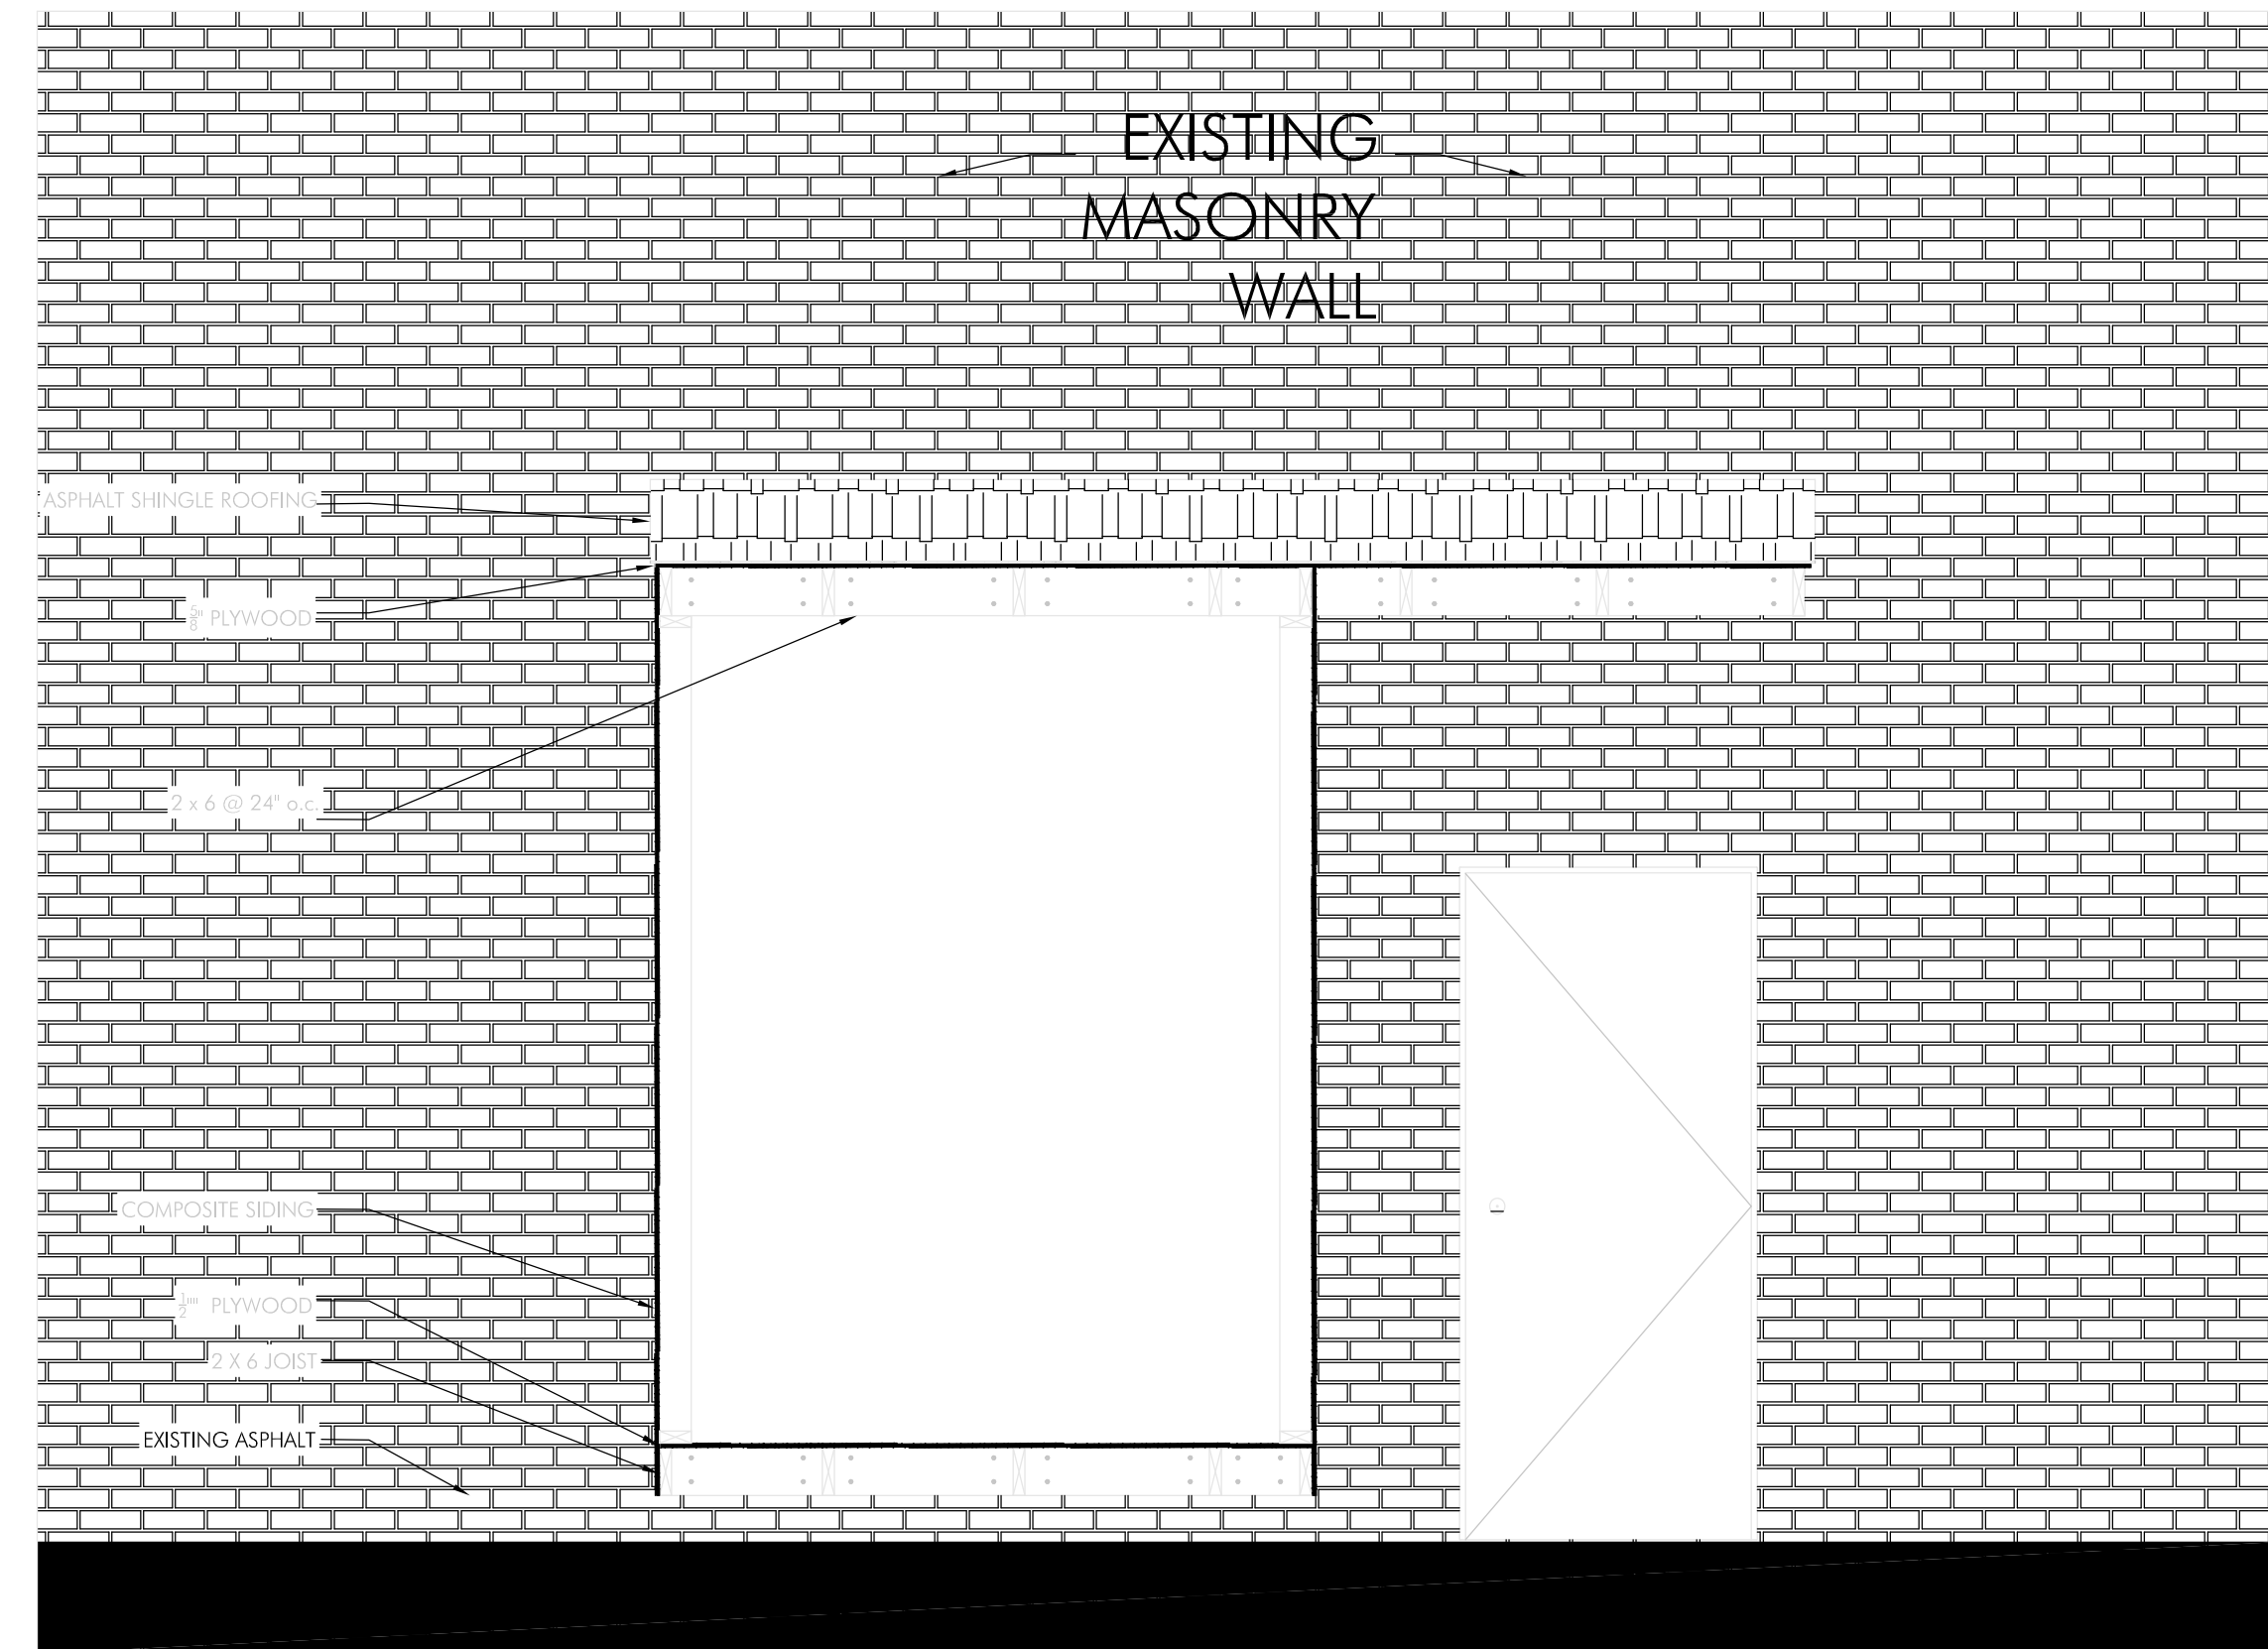 EXISTING
MASONRY
WALL
ASPHALT SHINGLE ROOFING
5/8" PLYWOOD
2 x 6 @ 24" o.c.
COMPOSITE SIDING
1/2"" PLYWOOD
2 X 6 JOIST
EXISTING ASPHALT